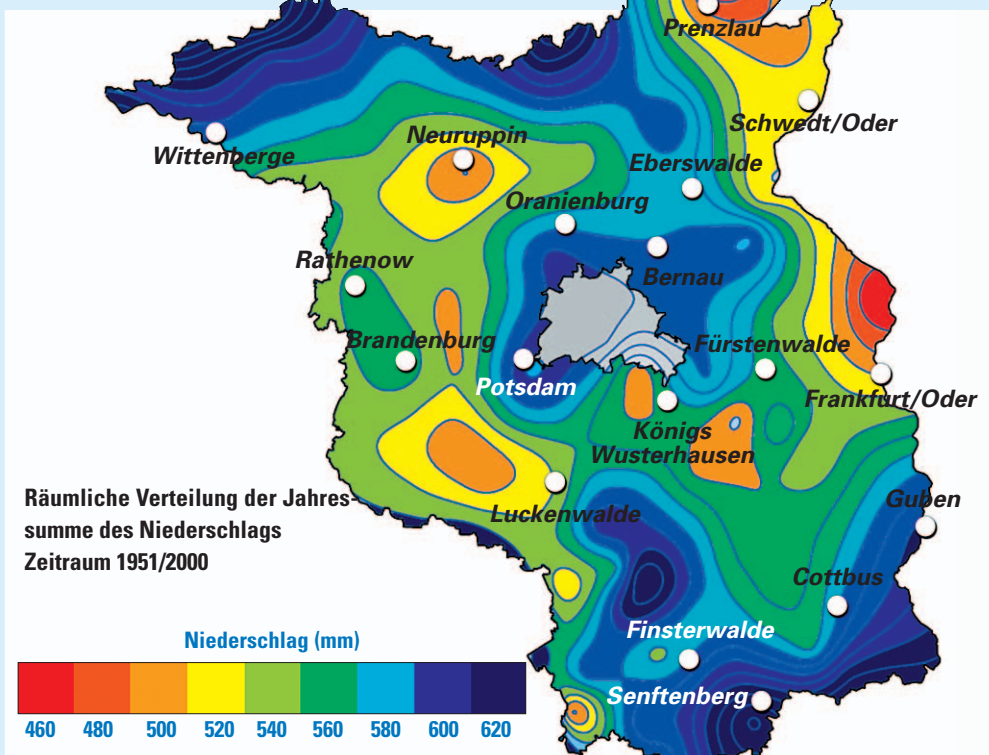 Prenzlau
Schwedt/Oder
Neuruppin
Wittenberge
Eberswalde
Oranienburg
Rathenow
Bernau
Brandenburg
Fürstenwalde
Potsdam
Frankfurt/Oder
Königs
Wusterhausen
Räumliche Verteilung der Jahres-
summe des Niederschlags
Zeitraum 1951/2000
Luckenwalde
Guben
Cottbus
Finsterwalde
Senftenberg
Niederschlag (mm)
460 480 500 520 540 560 580 600 620